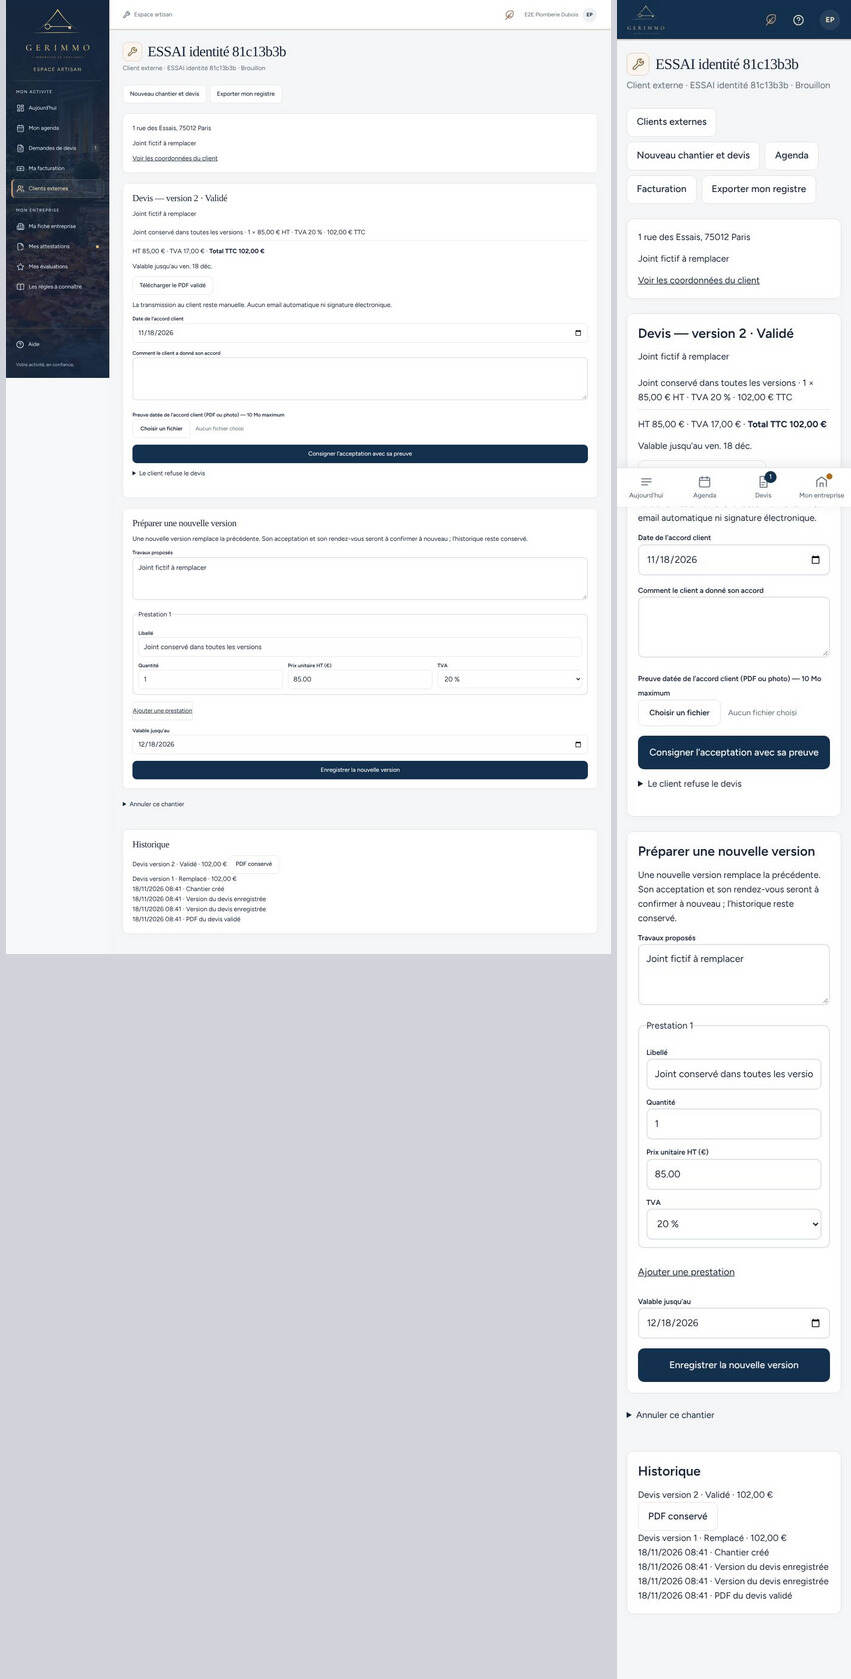 GERIMMO
ESPACE ARTISAN
MON ACTIVITÉ
Aujourd'hui
Mon agenda
Demandes de devis 1
Ma facturation
Clients externes
MON ENTREPRISE
Ma fiche entreprise
Mes attestations
Mes évaluations
Les règles à connaître
Aide
Votre activité, en confiance.
Espace artisan
E2E Plomberie Dubois EP
ESSAI identité 81c13b3b
Client externe · ESSAI identité 81c13b3b · Brouillon
Nouveau chantier et devis Exporter mon registre
1 rue des Essais, 75012 Paris
Joint fictif à remplacer
Voir les coordonnées du client
Devis — version 2 · Validé
Joint fictif à remplacer
Joint conservé dans toutes les versions · 1 × 85,00 € HT · TVA 20 % · 102,00 € TTC
HT 85,00 € · TVA 17,00 € · Total TTC 102,00 €
Valable jusqu'au ven. 18 déc.
Télécharger le PDF validé
La transmission au client reste manuelle. Aucun email automatique ni signature électronique.
Date de l'accord client
11/18/2026
Comment le client a donné son accord
Preuve datée de l'accord client (PDF ou photo) — 10 Mo maximum
Choisir un fichier Aucun fichier choisi
Consigner l'acceptation avec sa preuve
Le client refuse le devis
Préparer une nouvelle version
Une nouvelle version remplace la précédente. Son acceptation et son rendez-vous seront à confirmer à nouveau ; l'historique reste conservé.
Travaux proposés
Joint fictif à remplacer
Prestation 1
Libellé
Joint conservé dans toutes les versions
Quantité Prix unitaire HT (€) TVA
1 85.00 20 %
Ajouter une prestation
Valable jusqu'au
12/18/2026
Enregistrer la nouvelle version
Annuler ce chantier
Historique
Devis version 2 · Validé · 102,00 € PDF conservé
Devis version 1 · Remplacé · 102,00 €
18/11/2026 08:41 · Chantier créé
18/11/2026 08:41 · Version du devis enregistrée
18/11/2026 08:41 · Version du devis enregistrée
18/11/2026 08:41 · PDF du devis validé
GERIMMO
EP
ESSAI identité 81c13b3b
Client externe · ESSAI identité 81c13b3b · Brouillon
Clients externes
Nouveau chantier et devis Agenda
Facturation Exporter mon registre
1 rue des Essais, 75012 Paris
Joint fictif à remplacer
Voir les coordonnées du client
Devis — version 2 · Validé
Joint fictif à remplacer
Joint conservé dans toutes les versions · 1 ×
85,00 € HT · TVA 20 % · 102,00 € TTC
HT 85,00 € · TVA 17,00 € · Total TTC 102,00 €
Valable jusqu'au ven. 18 déc.
1
Aujourd'hui Agenda Devis Mon entreprise
email automatique ni signature électronique.
Date de l'accord client
11/18/2026
Comment le client a donné son accord
Preuve datée de l'accord client (PDF ou photo) — 10 Mo
maximum
Choisir un fichier Aucun fichier choisi
Consigner l'acceptation avec sa preuve
Le client refuse le devis
Préparer une nouvelle version
Une nouvelle version remplace la précédente.
Son acceptation et son rendez-vous seront à
confirmer à nouveau ; l'historique reste
conservé.
Travaux proposés
Joint fictif à remplacer
Prestation 1
Libellé
Joint conservé dans toutes les versio
Quantité
1
Prix unitaire HT (€)
85.00
TVA
20 %
Ajouter une prestation
Valable jusqu'au
12/18/2026
Enregistrer la nouvelle version
Annuler ce chantier
Historique
Devis version 2 · Validé · 102,00 €
PDF conservé
Devis version 1 · Remplacé · 102,00 €
18/11/2026 08:41 · Chantier créé
18/11/2026 08:41 · Version du devis enregistrée
18/11/2026 08:41 · Version du devis enregistrée
18/11/2026 08:41 · PDF du devis validé